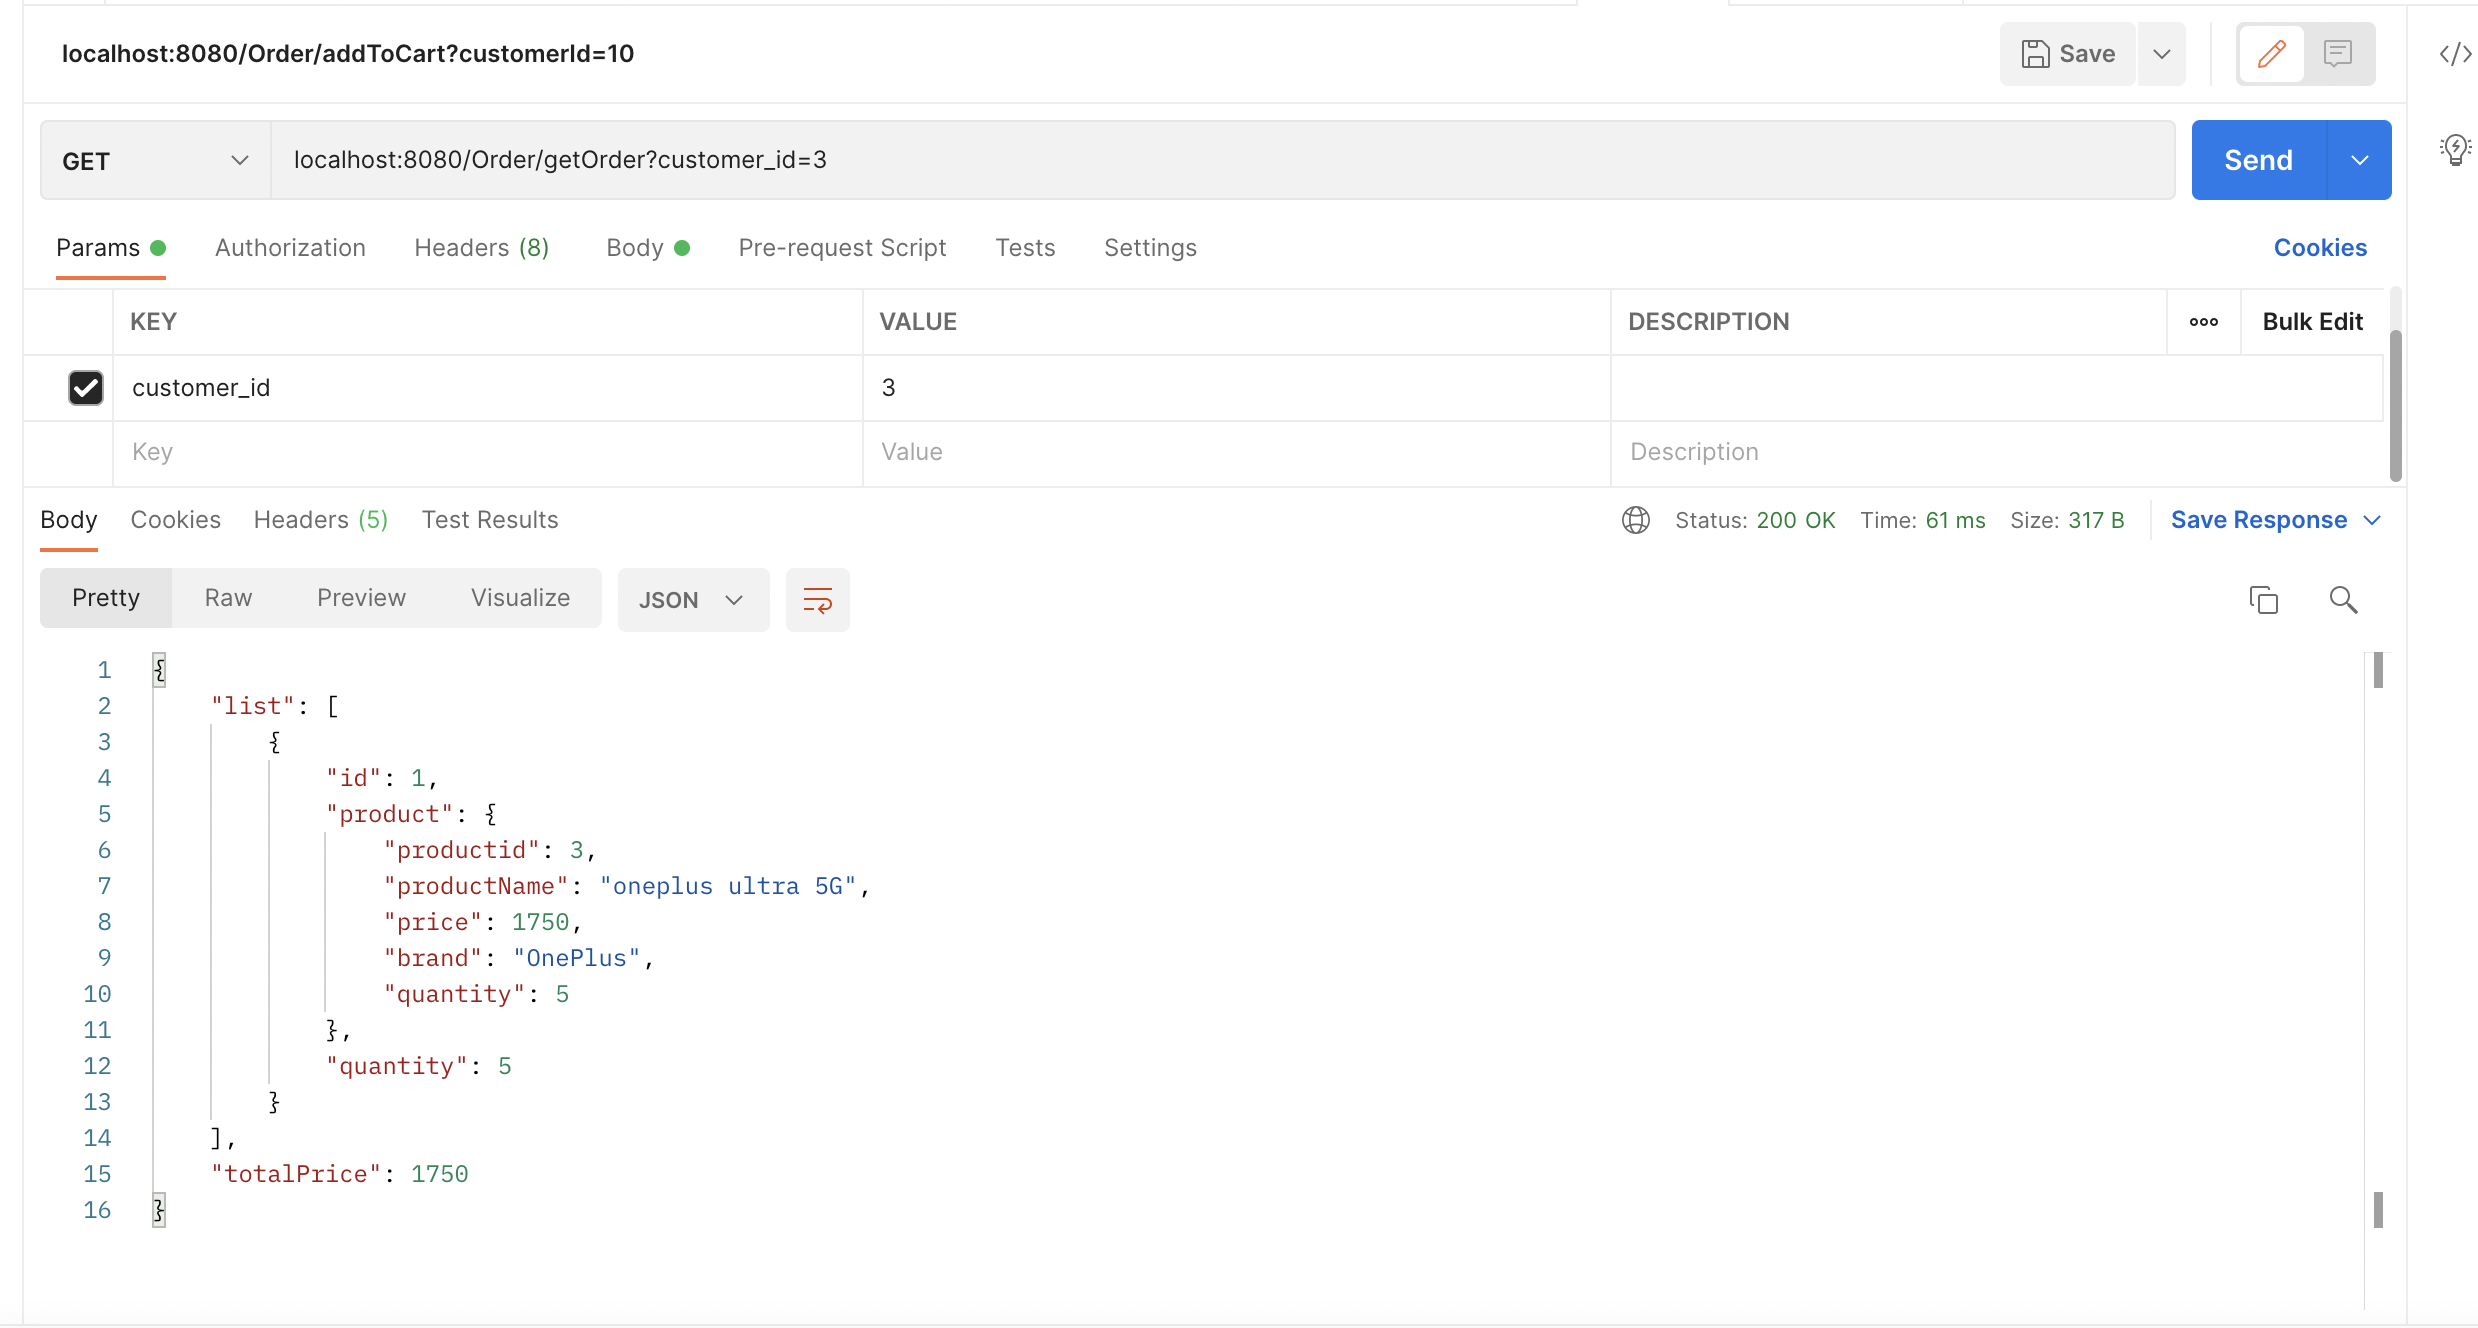 localhost:8080/Order/addToCart?customerId=10
Save
GET
localhost:8080/Order/getOrder?customer_id=3
Send
Params Authorization Headers (8) Body Pre-request Script Tests Settings Cookies
KEY VALUE DESCRIPTION ooo Bulk Edit
customer_id 3
Key Value Description
Body Cookies Headers (5) Test Results Status: 200 OK Time: 61 ms Size: 317 B Save Response
Pretty Raw Preview Visualize JSON
1 {
2 "list": [
3 {
4 "id": 1,
5 "product": {
6 "productid": 3,
7 "productName": "oneplus ultra 5G",
8 "price": 1750,
9 "brand": "OnePlus",
10 "quantity": 5
11 },
12 "quantity": 5
13 }
14 ],
15 "totalPrice": 1750
16 }